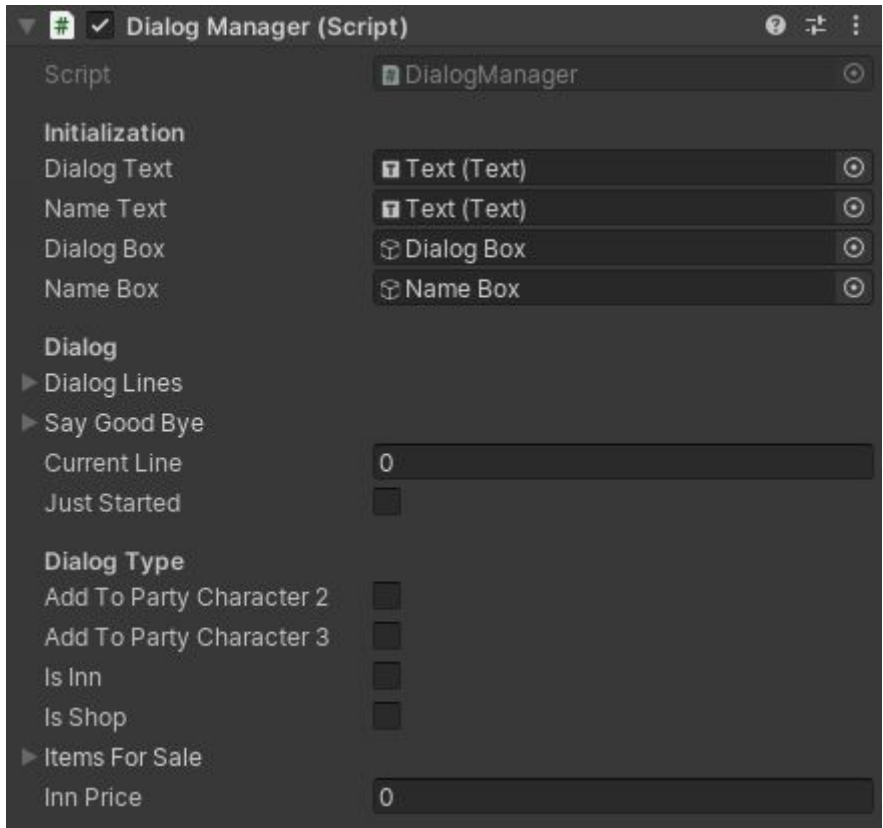 # Dialog Manager (Script)
Script # DialogManager
Initialization
Dialog Text T Text (Text)
Name Text T Text (Text)
Dialog Box Dialog Box
Name Box Name Box
Dialog
Dialog Lines
Say Good Bye
Current Line 0
Just Started
Dialog Type
Add To Party Character 2
Add To Party Character 3
Is Inn
Is Shop
Items For Sale
Inn Price 0